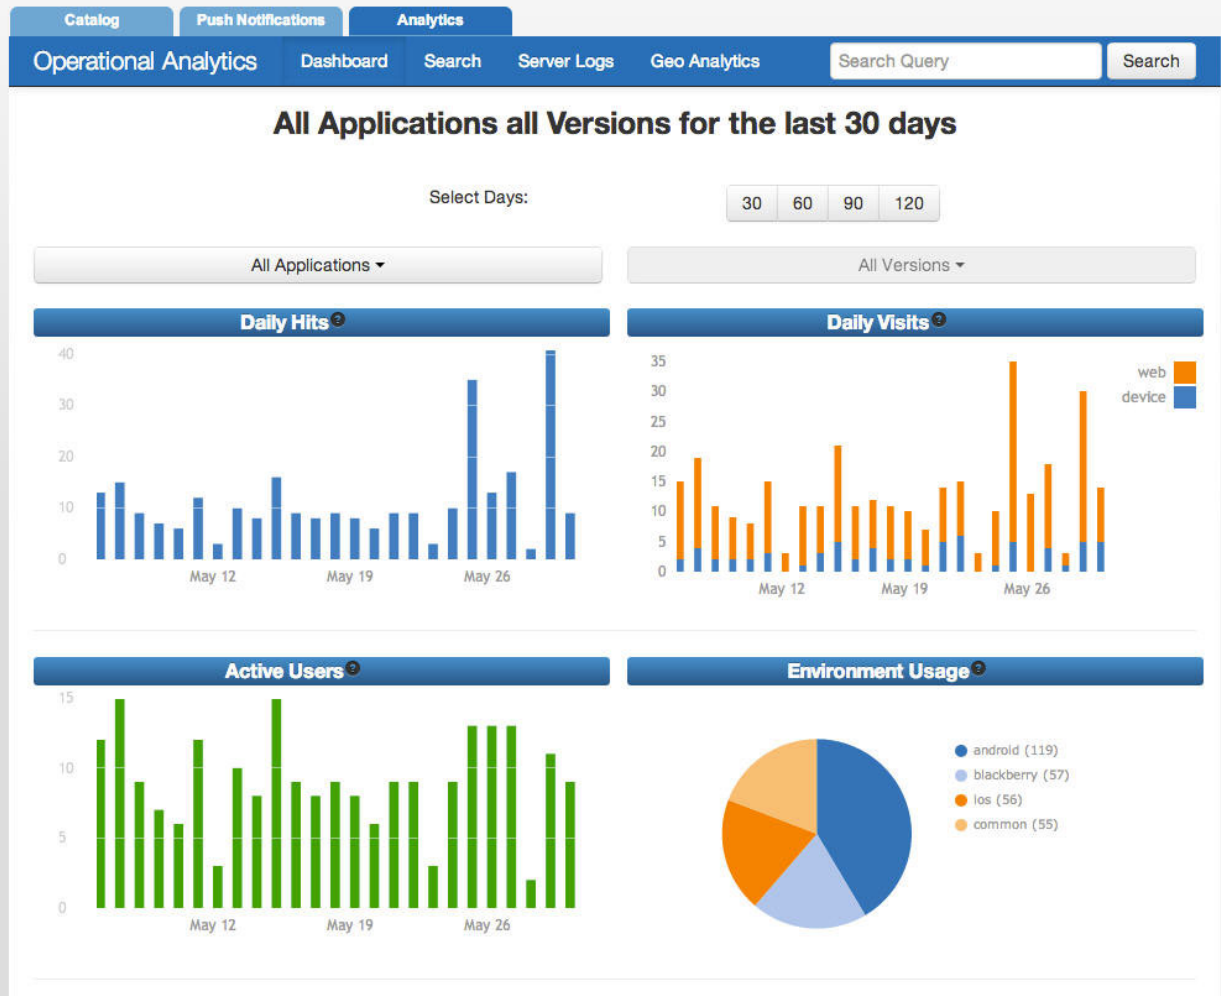 Catalog Push Notifications Analytics
Operational Analytics Dashboard Search Server Logs Geo Analytics Search Query Search
All Applications all Versions for the last 30 days
Select Days: 30 60 90 120
All Applications All Versions
Daily Hits ?
40
30
20
10
0
May 12 May 19 May 26
Daily Visits ?
35
30
25
20
15
10
5
0
May 12 May 19 May 26
web
device
Active Users ?
15
10
5
0
May 12 May 19 May 26
Environment Usage ?
android (119)
blackberry (57)
ios (56)
common (55)